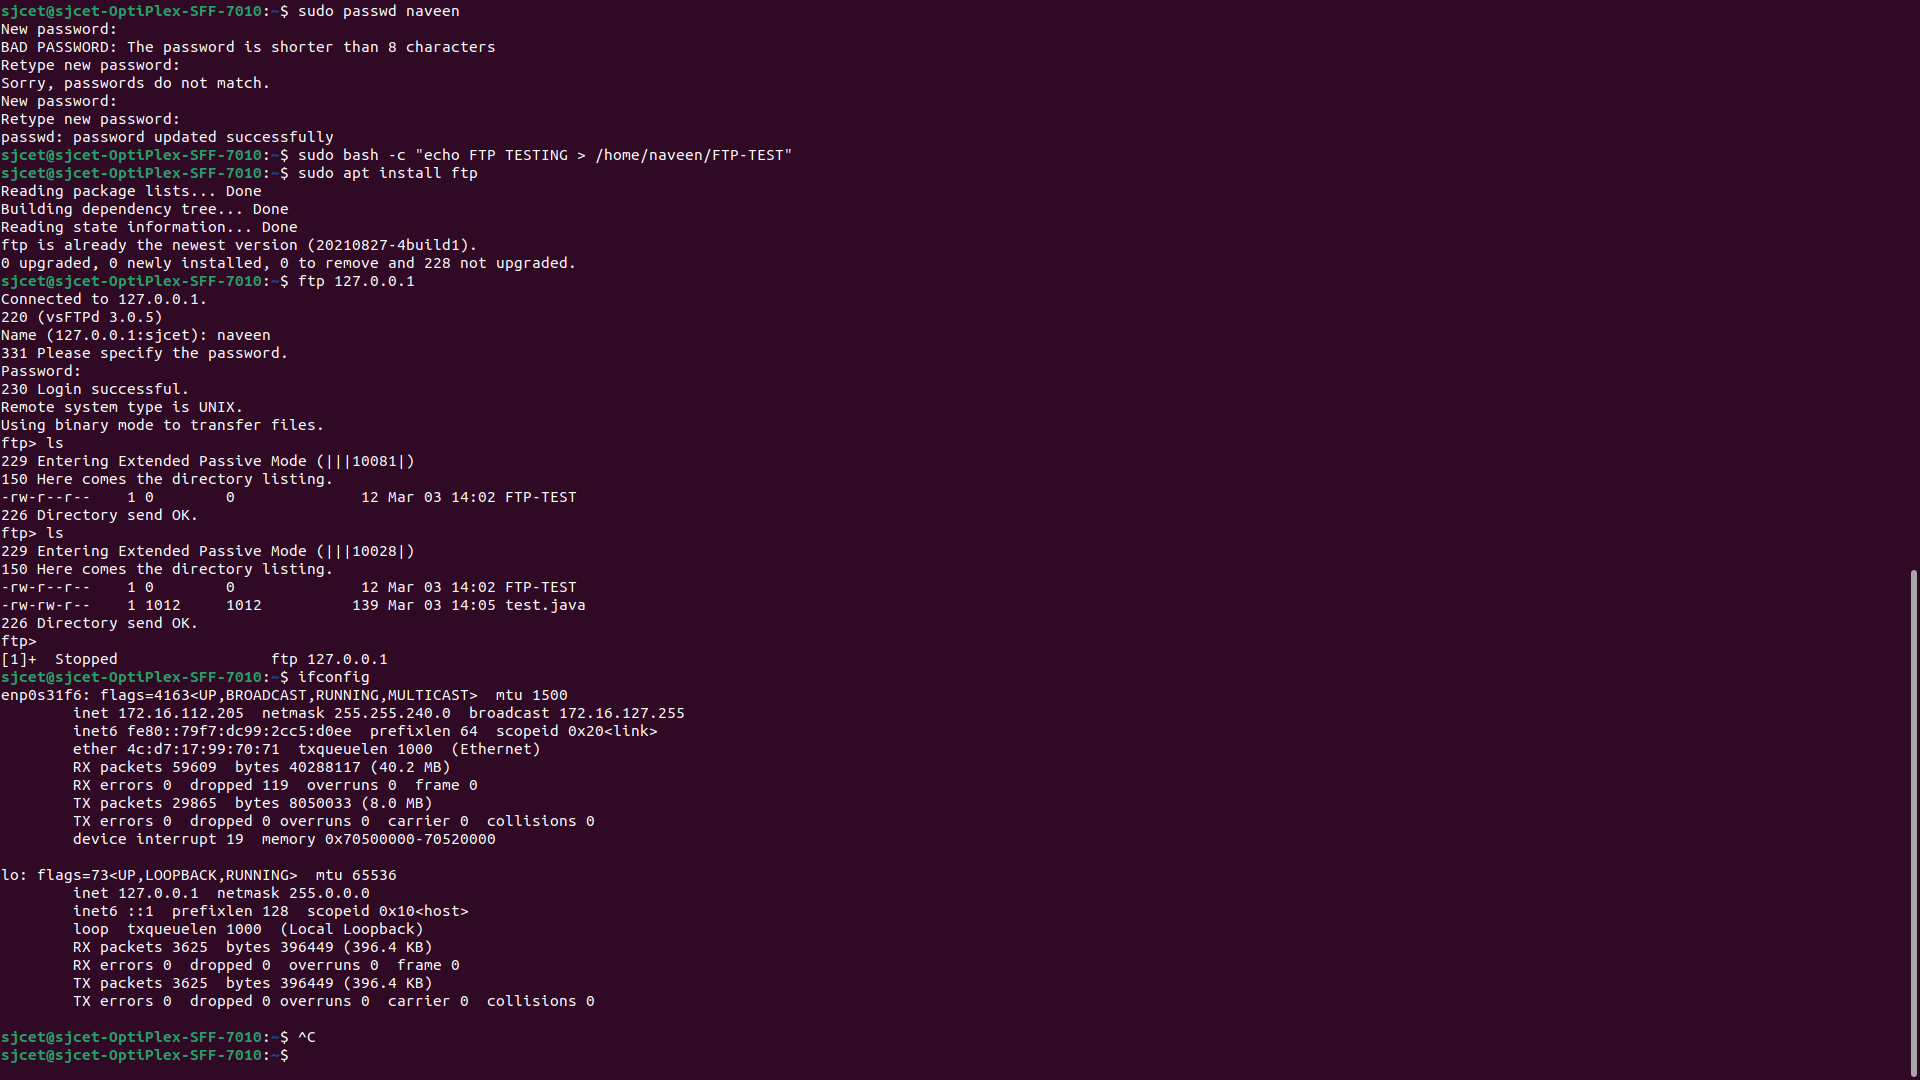 sjcet@sjcet-OptiPlex-SFF-7010:~$ sudo passwd naveen
New password:
BAD PASSWORD: The password is shorter than 8 characters
Retype new password:
Sorry, passwords do not match.
New password:
Retype new password:
passwd: password updated successfully
sjcet@sjcet-OptiPlex-SFF-7010:~$ sudo bash -c "echo FTP TESTING > /home/naveen/FTP-TEST"
sjcet@sjcet-OptiPlex-SFF-7010:~$ sudo apt install ftp
Reading package lists... Done
Building dependency tree... Done
Reading state information... Done
ftp is already the newest version (20210827-4build1).
0 upgraded, 0 newly installed, 0 to remove and 228 not upgraded.
sjcet@sjcet-OptiPlex-SFF-7010:~$ ftp 127.0.0.1
Connected to 127.0.0.1.
220 (vsFTPd 3.0.5)
Name (127.0.0.1:sjcet): naveen
331 Please specify the password.
Password:
230 Login successful.
Remote system type is UNIX.
Using binary mode to transfer files.
ftp> ls
229 Entering Extended Passive Mode (|||10081|)
150 Here comes the directory listing.
-rw-r--r--    1 0        0              12 Mar 03 14:02 FTP-TEST
226 Directory send OK.
ftp> ls
229 Entering Extended Passive Mode (|||10028|)
150 Here comes the directory listing.
-rw-r--r--    1 0        0              12 Mar 03 14:02 FTP-TEST
-rw-rw-r--    1 1012     1012          139 Mar 03 14:05 test.java
226 Directory send OK.
ftp>
[1]+  Stopped                 ftp 127.0.0.1
sjcet@sjcet-OptiPlex-SFF-7010:~$ ifconfig
enp0s31f6: flags=4163<UP,BROADCAST,RUNNING,MULTICAST>  mtu 1500
        inet 172.16.112.205  netmask 255.255.240.0  broadcast 172.16.127.255
        inet6 fe80::79f7:dc99:2cc5:d0ee  prefixlen 64  scopeid 0x20<link>
        ether 4c:d7:17:99:70:71  txqueuelen 1000  (Ethernet)
        RX packets 59609  bytes 40288117 (40.2 MB)
        RX errors 0  dropped 119  overruns 0  frame 0
        TX packets 29865  bytes 8050033 (8.0 MB)
        TX errors 0  dropped 0 overruns 0  carrier 0  collisions 0
        device interrupt 19  memory 0x70500000-70520000

lo: flags=73<UP,LOOPBACK,RUNNING>  mtu 65536
        inet 127.0.0.1  netmask 255.0.0.0
        inet6 ::1  prefixlen 128  scopeid 0x10<host>
        loop  txqueuelen 1000  (Local Loopback)
        RX packets 3625  bytes 396449 (396.4 KB)
        RX errors 0  dropped 0  overruns 0  frame 0
        TX packets 3625  bytes 396449 (396.4 KB)
        TX errors 0  dropped 0 overruns 0  carrier 0  collisions 0

sjcet@sjcet-OptiPlex-SFF-7010:~$ ^C
sjcet@sjcet-OptiPlex-SFF-7010:~$